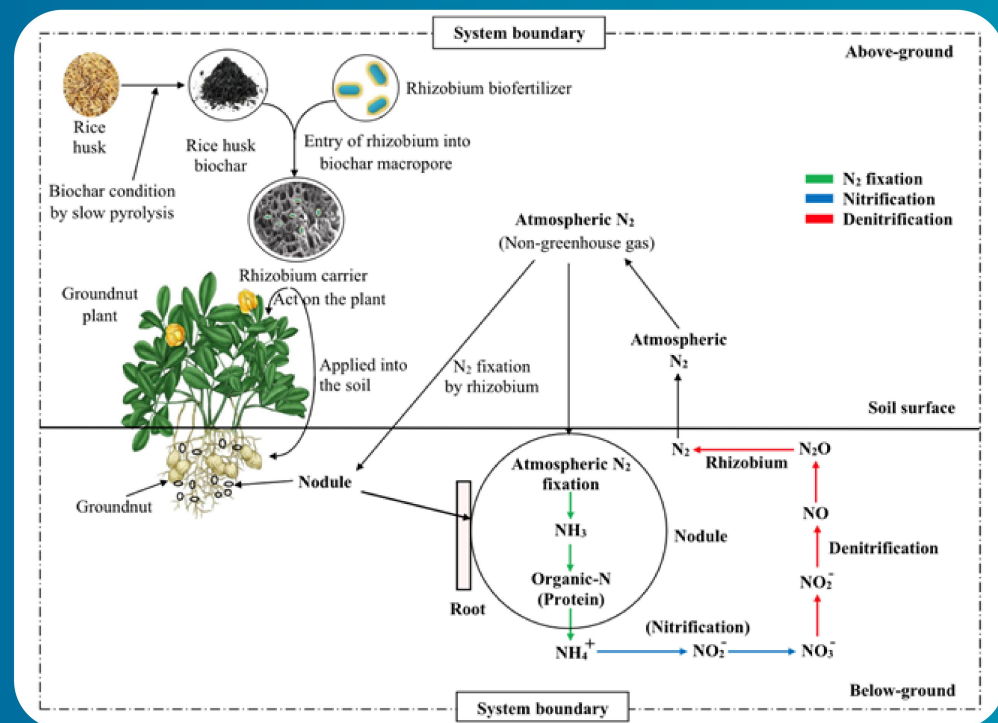 System boundary
Above-ground
Rice
husk
Rice husk
biochar
Rhizobium biofertilizer
Entry of rhizobium into
biochar macropore
Biochar condition
by slow pyrolysis
N₂ fixation
Nitrification
Denitrification
Rhizobium carrier
Act on the plant
Groundnut
plant
Applied into
the soil
Atmospheric N₂
(Non-greenhouse gas)
N₂ fixation
by rhizobium
Atmospheric
N₂
Soil surface
Groundnut
Nodule
Root
Atmospheric N₂
fixation
NH₃
Organic-N
(Protein)
NH₄⁺
Nodule
(Nitrification)
NO₂⁻
NO₃⁻
NO₂⁻
Denitrification
NO
N₂O
Rhizobium
N₂
Below-ground
System boundary